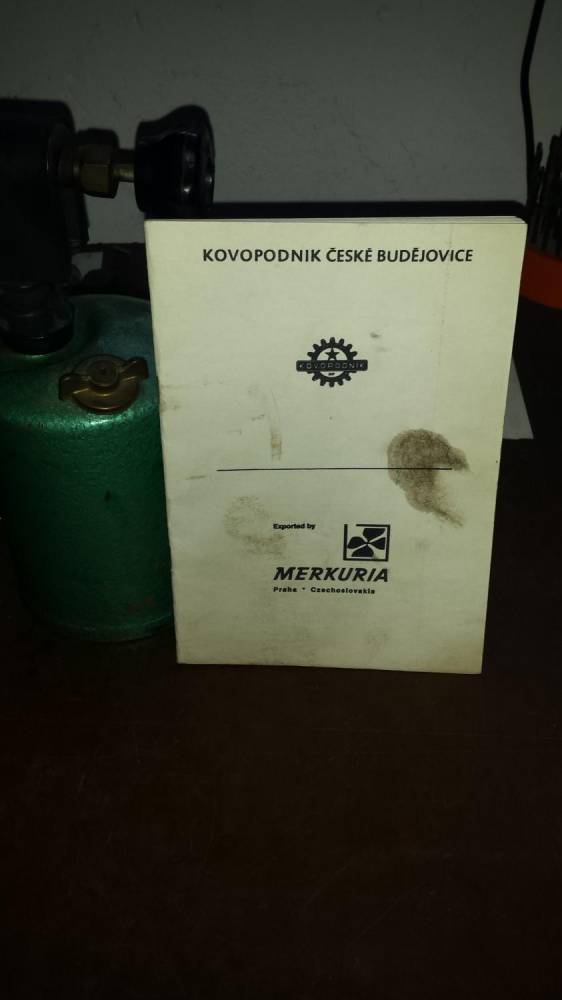 KOVOPODNIK ČESKÉ BUDĚJOVICE
KOVOPODNIK
Exported by
MERKURIA
Praha * Czechoslovakia